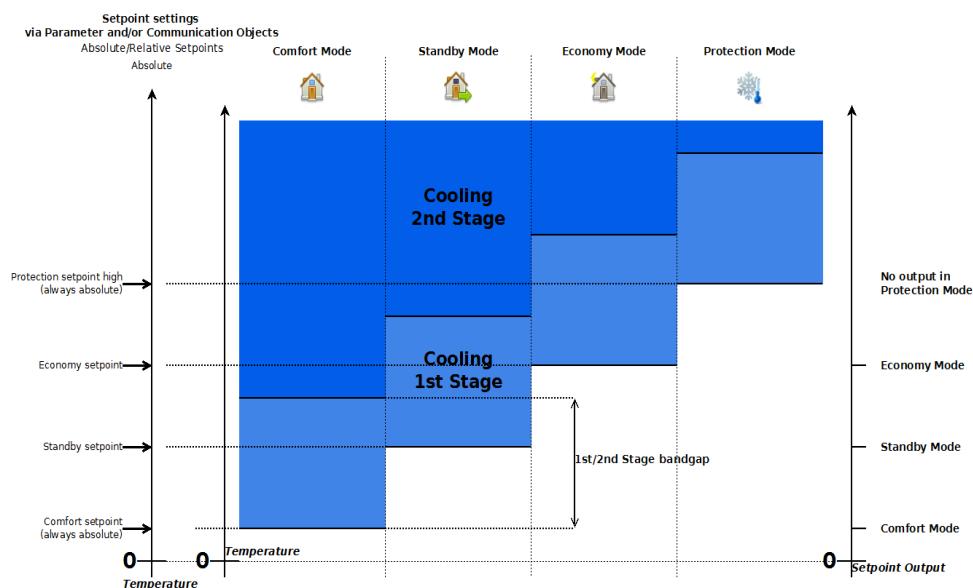 Setpoint settings
via Parameter and/or Communication Objects
Absolute/Relative Setpoints
Absolute
Comfort Mode
Standby Mode
Economy Mode
Protection Mode
Cooling
2nd Stage
Protection setpoint high
(always absolute)
No output in
Protection Mode
Economy setpoint
Cooling
1st Stage
Economy Mode
Standby setpoint
1st/2nd Stage bandgap
Standby Mode
Comfort setpoint
(always absolute)
Comfort Mode
0
0
Temperature
0
Setpoint Output
Temperature